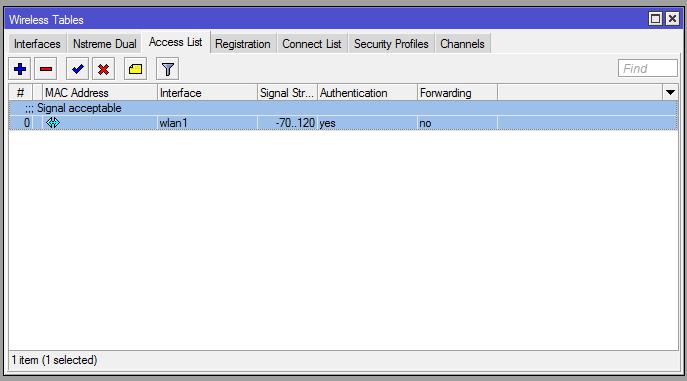 Wireless Tables
Interfaces Nstreme Dual Access List Registration Connect List Security Profiles Channels
Find
# MAC Address Interface Signal Str... Authentication Forwarding
;;; Signal acceptable
0 wlan1 -70..120 yes no
1 item (1 selected)